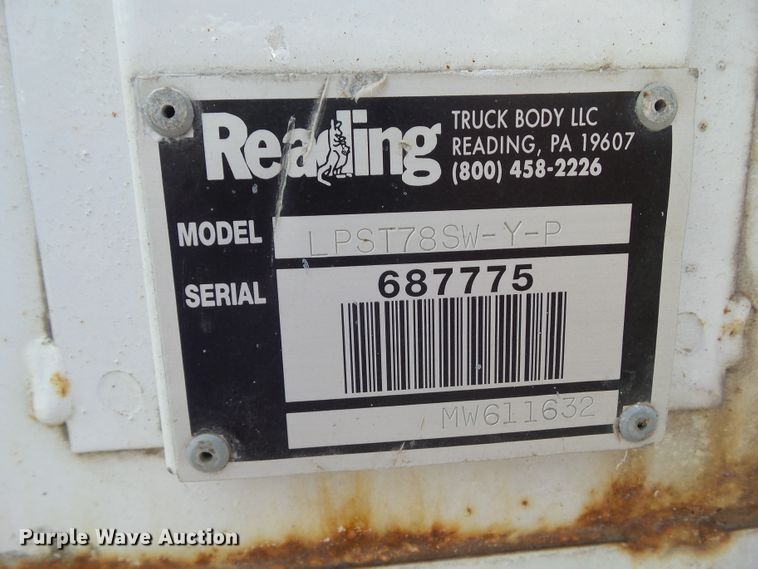 Reading
TRUCK BODY LLC
READING, PA 19607
(800) 458-2226
MODEL LPST78SW-Y-P
SERIAL 687775
MW611632
Purple Wave Auction®